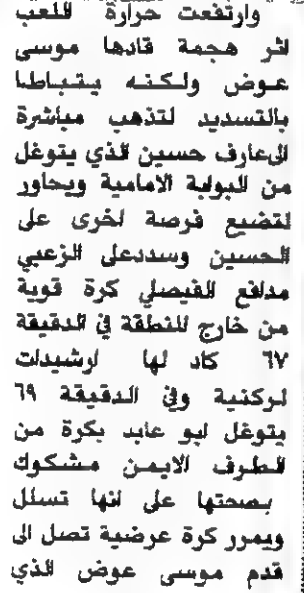 وارتفعت حرارة اللعب
اثر هجمة قادها موسى
عوض ولكنه يتباطا
بالتسديد لتذهب مباشرة
الى عارف حسين الذي يتوغل
من البوابة الامامية ويحاور
لتضيع فرصة اخرى على
الحسين وسددعلى الزعبي
مدافع الفيصلي كرة قوية
من خارج المنطقة في الدقيقة
٦٧ كاد لها ارشيدات
لركنية وفي الدقيقة ٦٩
يتوغل ابو عابد بكرة من
الطرف الايمن مشكوك
بصحتها على انها تسلل
ويمرر كرة عرضية تصل الى
قدم موسى عوض الذي